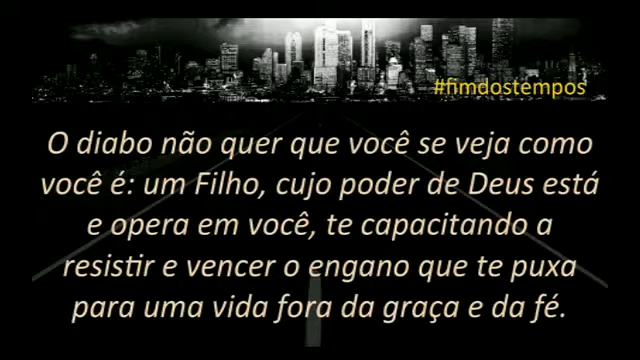 #fimdostempos
O diabo não quer que você se veja como
você é: um Filho, cujo poder de Deus está
e opera em você, te capacitando a
resistir e vencer o engano que te puxa
para uma vida fora da graça e da fé.